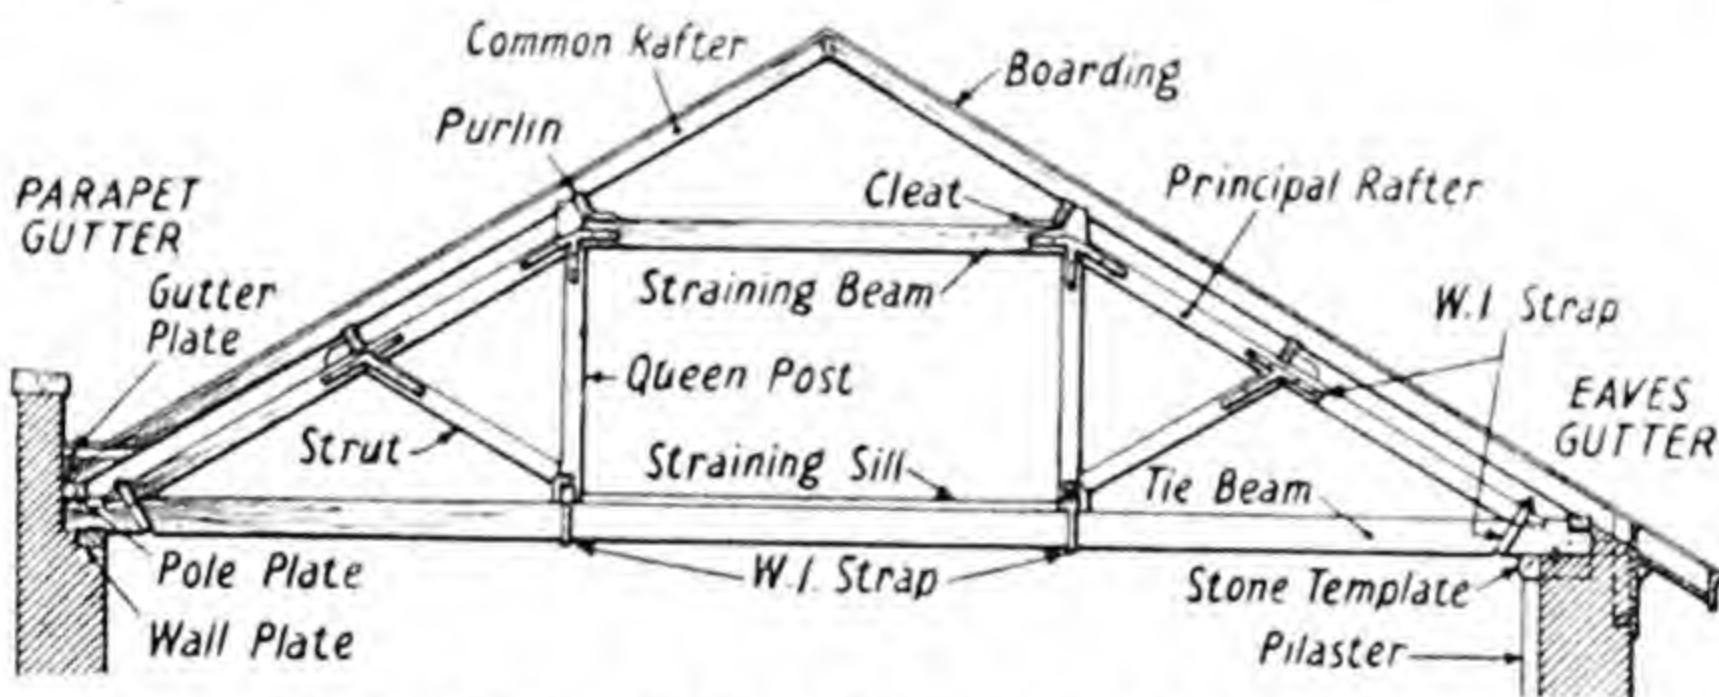 Common Rafter
Boarding
Purlin
PARAPET
GUTTER
Cleat
Principal Rafter
Gutter
Plate
Straining Beam
W.I. Strap
Queen Post
EAVES
GUTTER
Strut
Straining Sill
Tie Beam
Pole Plate
W.I. Strap
Stone Template
Wall Plate
Pilaster